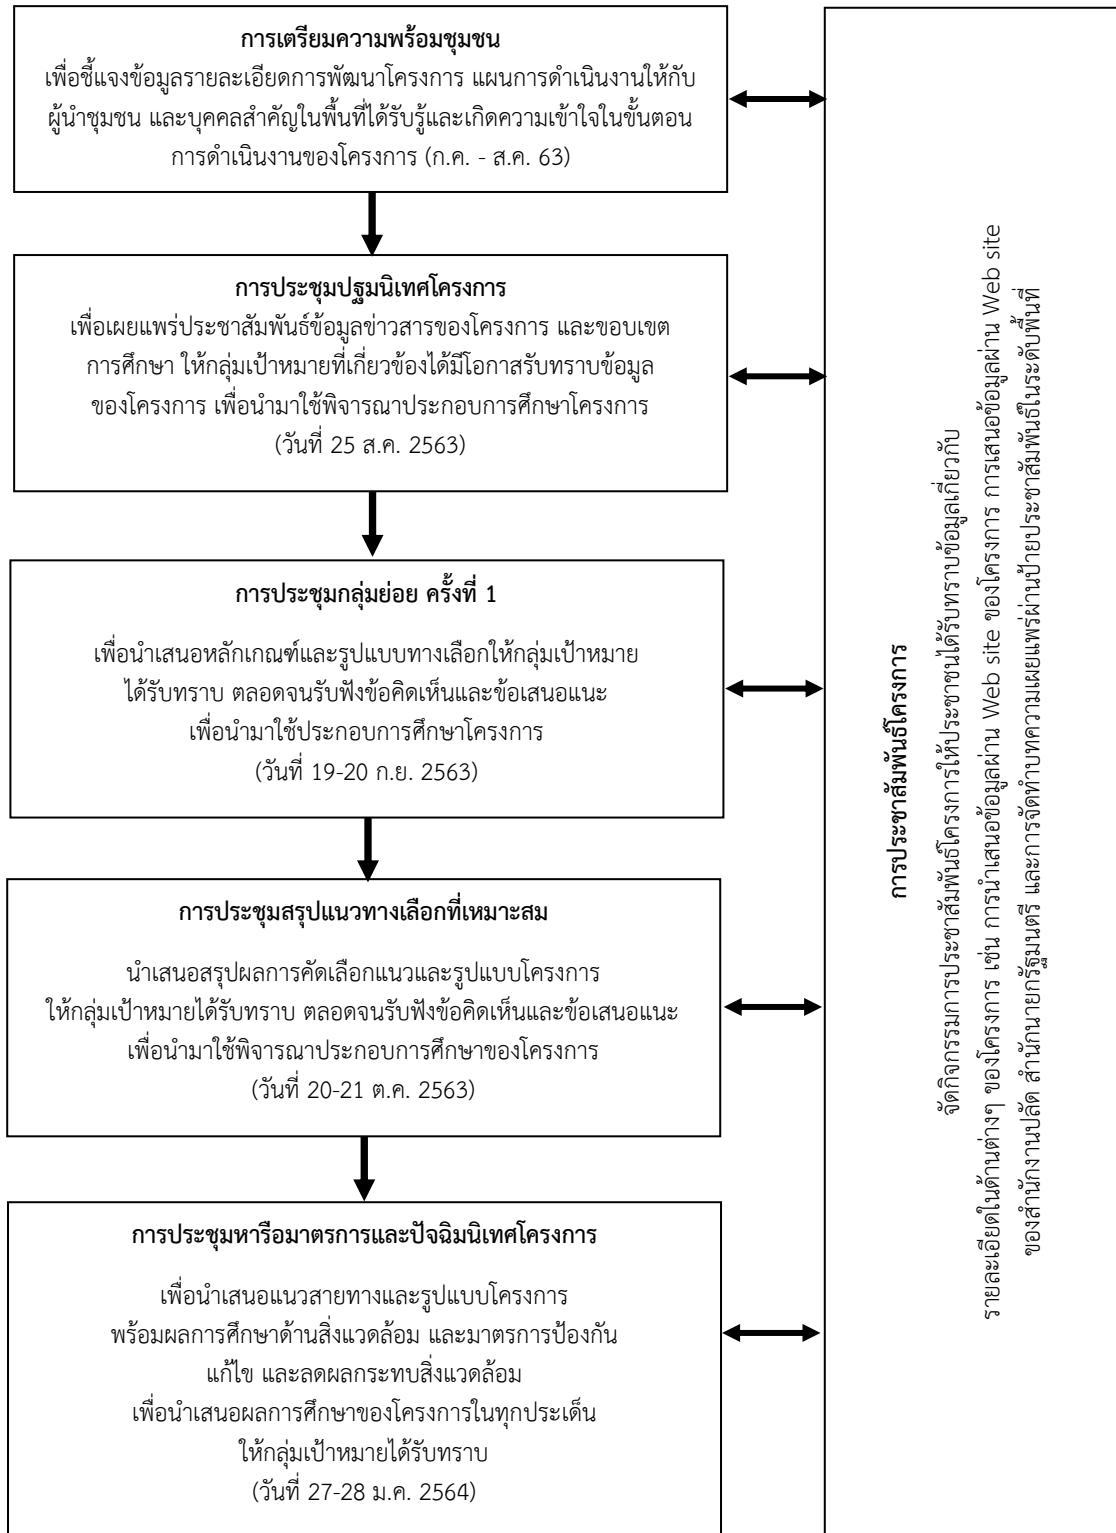 การเตรียมความพร้อมชุมชน
เพื่อชี้แจงข้อมูลรายละเอียดการพัฒนาโครงการ แผนการดำเนินงานให้กับ
ผู้นำชุมชน และบุคคลสำคัญในพื้นที่ได้รับรู้และเกิดความเข้าใจในขั้นตอน
การดำเนินงานของโครงการ (ก.ค. - ส.ค. 63)
การประชุมปฐมนิเทศโครงการ
เพื่อเผยแพร่ประชาสัมพันธ์ข้อมูลข่าวสารของโครงการ และขอบเขต
การศึกษา ให้กลุ่มเป้าหมายที่เกี่ยวข้องได้มีโอกาสรับทราบข้อมูล
ของโครงการ เพื่อนำมาใช้พิจารณาประกอบการศึกษาโครงการ
(วันที่ 25 ส.ค. 2563)
การประชุมกลุ่มย่อย ครั้งที่ 1
เพื่อนำเสนอหลักเกณฑ์และรูปแบบทางเลือกให้กลุ่มเป้าหมาย
ได้รับทราบ ตลอดจนรับฟังข้อคิดเห็นและข้อเสนอแนะ
เพื่อนำมาใช้ประกอบการศึกษาโครงการ
(วันที่ 19-20 ก.ย. 2563)
การประชุมสรุปแนวทางเลือกที่เหมาะสม
นำเสนอสรุปผลการคัดเลือกแนวและรูปแบบโครงการ
ให้กลุ่มเป้าหมายได้รับทราบ ตลอดจนรับฟังข้อคิดเห็นและข้อเสนอแนะ
เพื่อนำมาใช้พิจารณาประกอบการศึกษาของโครงการ
(วันที่ 20-21 ต.ค. 2563)
การประชุมหารือมาตรการและปัจฉิมนิเทศโครงการ
เพื่อนำเสนอแนวสายทางและรูปแบบโครงการ
พร้อมผลการศึกษาด้านสิ่งแวดล้อม และมาตรการป้องกัน
แก้ไข และลดผลกระทบสิ่งแวดล้อม
เพื่อนำเสนอผลการศึกษาของโครงการในทุกประเด็น
ให้กลุ่มเป้าหมายได้รับทราบ
(วันที่ 27-28 ม.ค. 2564)
การประชาสัมพันธ์โครงการ
จัดกิจกรรมการประชาสัมพันธ์โครงการให้ประชาชนได้รับทราบข้อมูลเกี่ยวกับ
รายละเอียดในด้านต่างๆ ของโครงการ เช่น การนำเสนอข้อมูลผ่าน Web site ของโครงการ การเสนอข้อมูลผ่าน Web site
ของสำนักงานปลัด สำนักนายกรัฐมนตรี และการจัดทำบทความเผยแพร่ผ่านป้ายประชาสัมพันธ์ในระดับพื้นที่